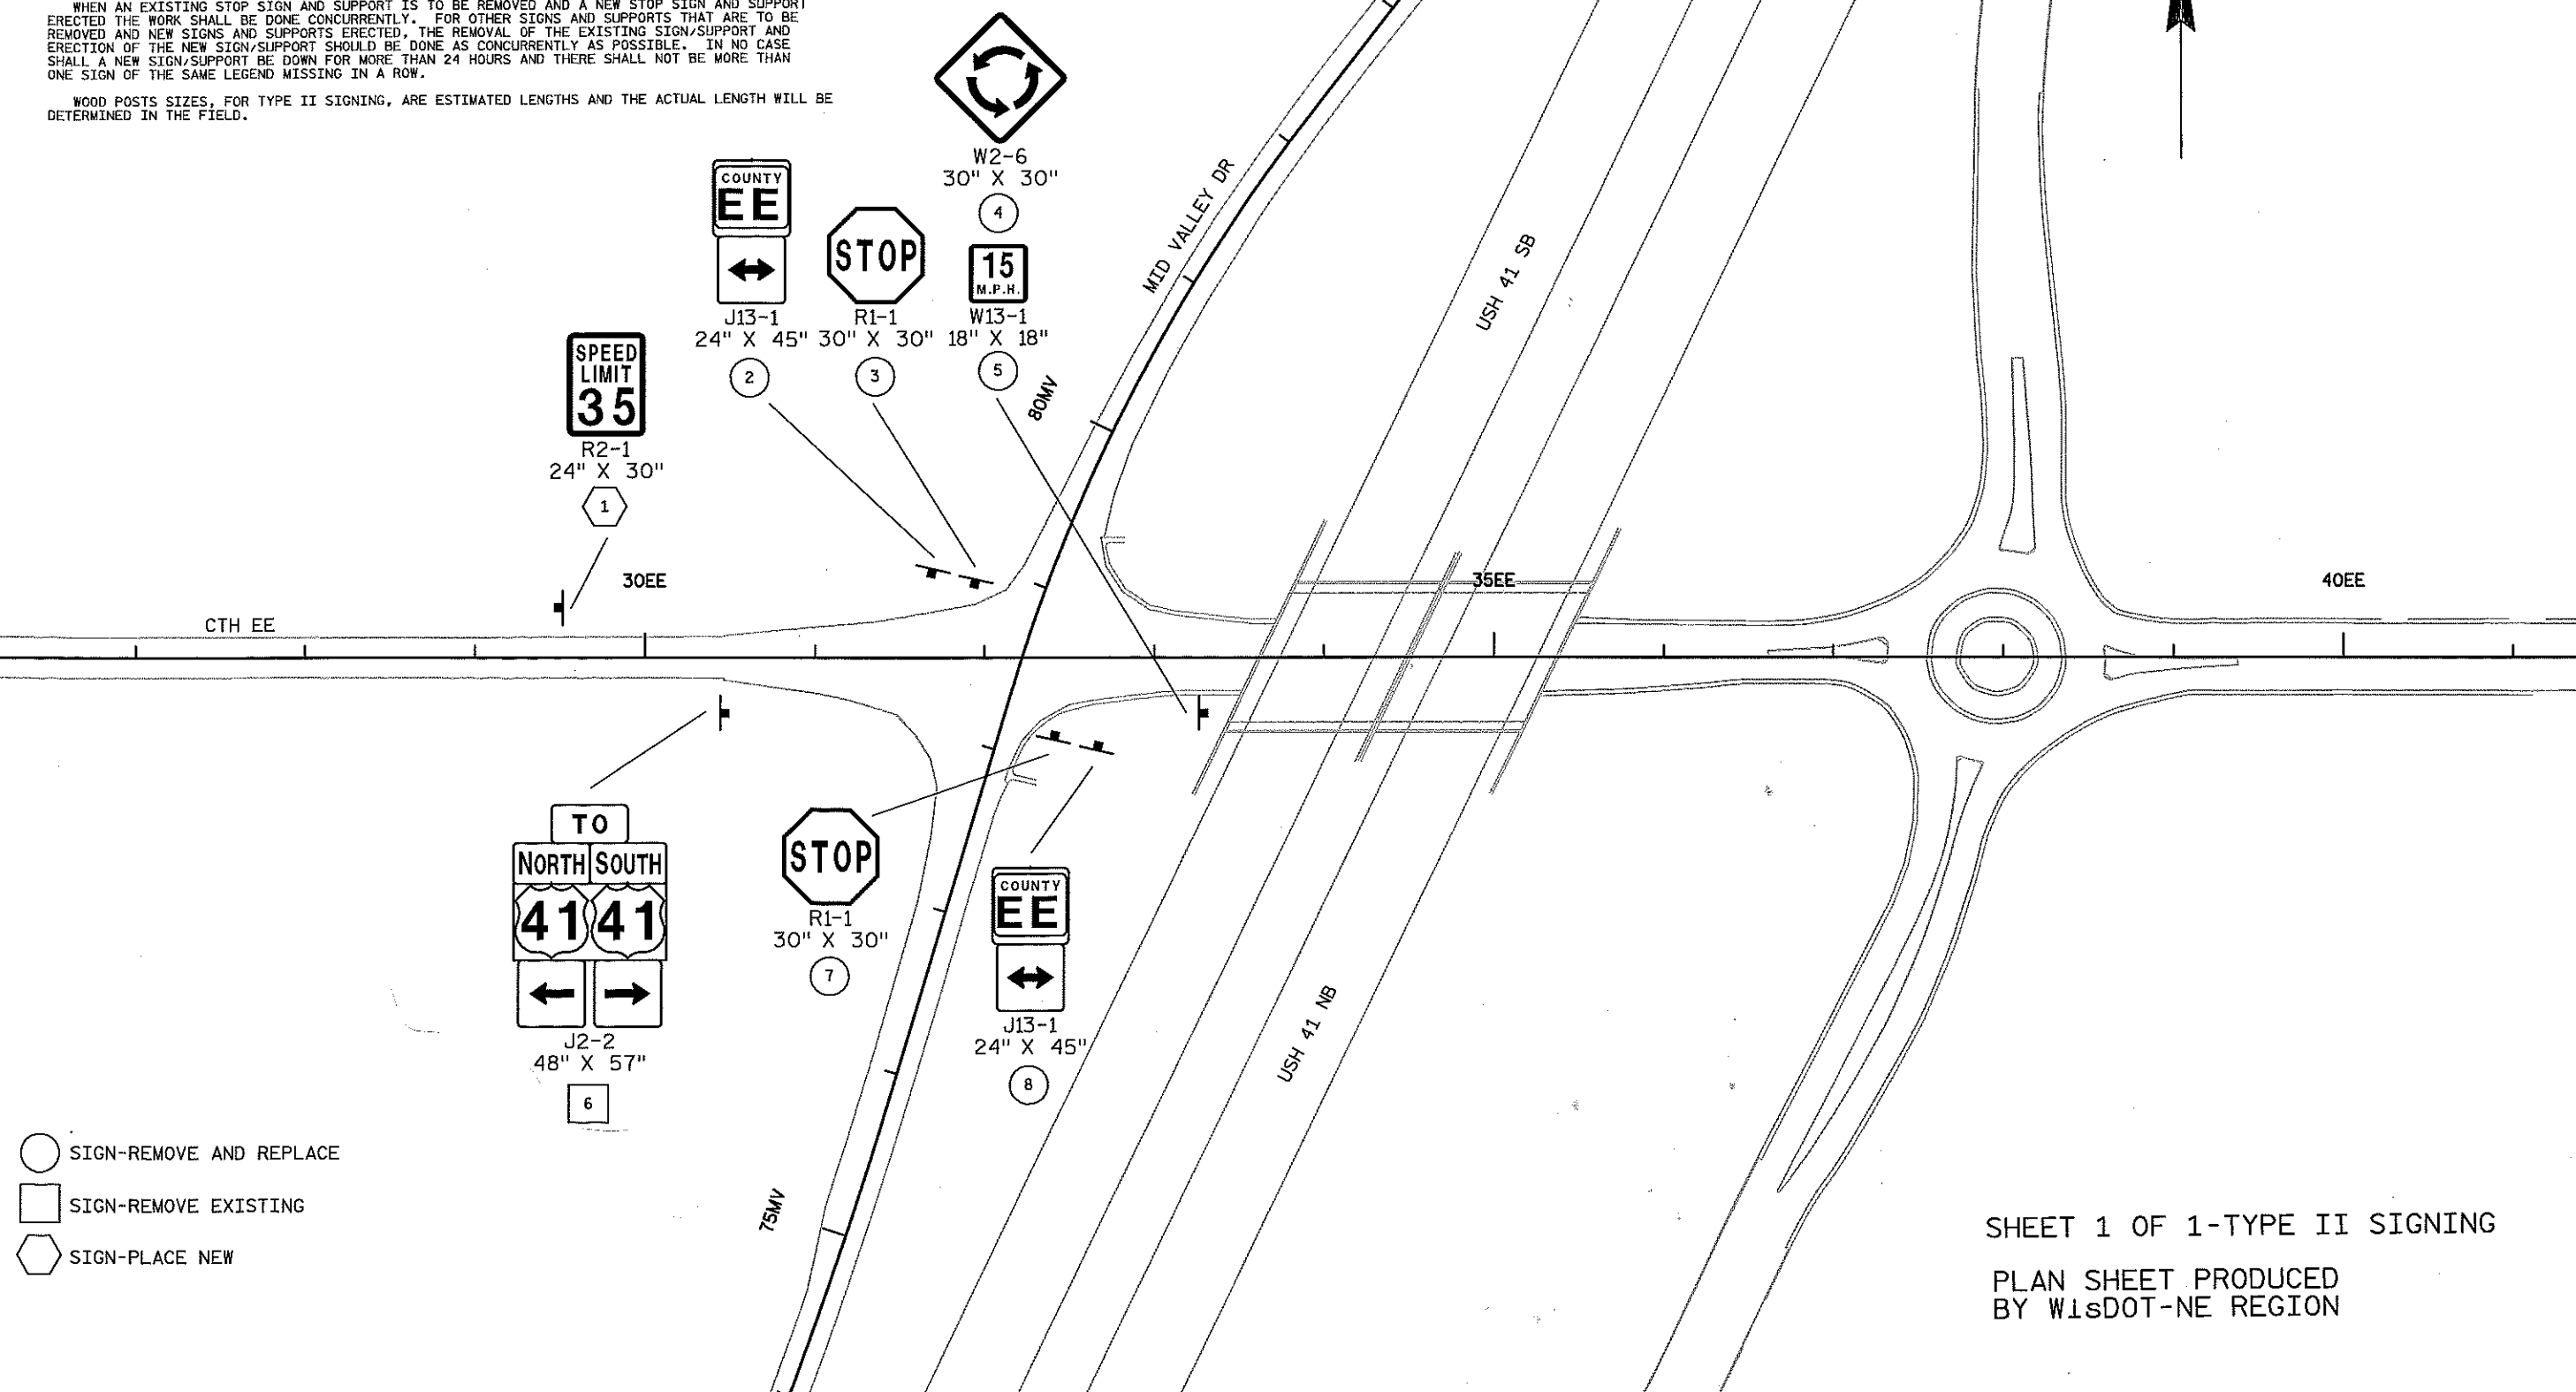 WHEN AN EXISTING STOP SIGN AND SUPPORT IS TO BE REMOVED AND A NEW STOP SIGN AND SUPPORT
ERECTED THE WORK SHALL BE DONE CONCURRENTLY. FOR OTHER SIGNS AND SUPPORTS THAT ARE TO BE
REMOVED AND NEW SIGNS AND SUPPORTS ERECTED, THE REMOVAL OF THE EXISTING SIGN/SUPPORT AND
ERECTION OF THE NEW SIGN/SUPPORT SHOULD BE DONE AS CONCURRENTLY AS POSSIBLE. IN NO CASE
SHALL A NEW SIGN/SUPPORT BE DOWN FOR MORE THAN 24 HOURS AND THERE SHALL NOT BE MORE THAN
ONE SIGN OF THE SAME LEGEND MISSING IN A ROW.
WOOD POSTS SIZES, FOR TYPE II SIGNING, ARE ESTIMATED LENGTHS AND THE ACTUAL LENGTH WILL BE
DETERMINED IN THE FIELD.
W2-6
30" X 30"
4
COUNTY
EE
J13-1
24" X 45"
2
STOP
R1-1
30" X 30"
3
15
M.P.H.
W13-1
18" X 18"
5
SPEED
LIMIT
35
R2-1
24" X 30"
1
MID VALLEY DR
80MV
USH 41 SB
30EE
35EE
40EE
CTH EE
TO
NORTH SOUTH
41 41
J2-2
48" X 57"
6
STOP
R1-1
30" X 30"
7
COUNTY
EE
J13-1
24" X 45"
8
USH 41 NB
75MV
SIGN-REMOVE AND REPLACE
SIGN-REMOVE EXISTING
SIGN-PLACE NEW
SHEET 1 OF 1-TYPE II SIGNING
PLAN SHEET PRODUCED
BY WisDOT-NE REGION